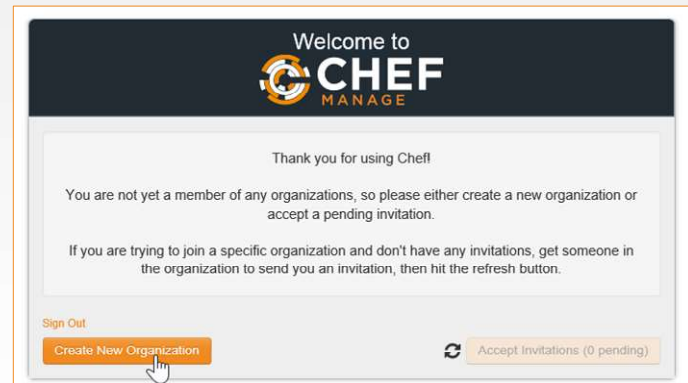 Welcome to
CHEF
MANAGE
Thank you for using Chef!
You are not yet a member of any organizations, so please either create a new organization or
accept a pending invitation.
If you are trying to join a specific organization and don't have any invitations, get someone in
the organization to send you an invitation, then hit the refresh button.
Sign Out
Create New Organization
Accept Invitations (0 pending)